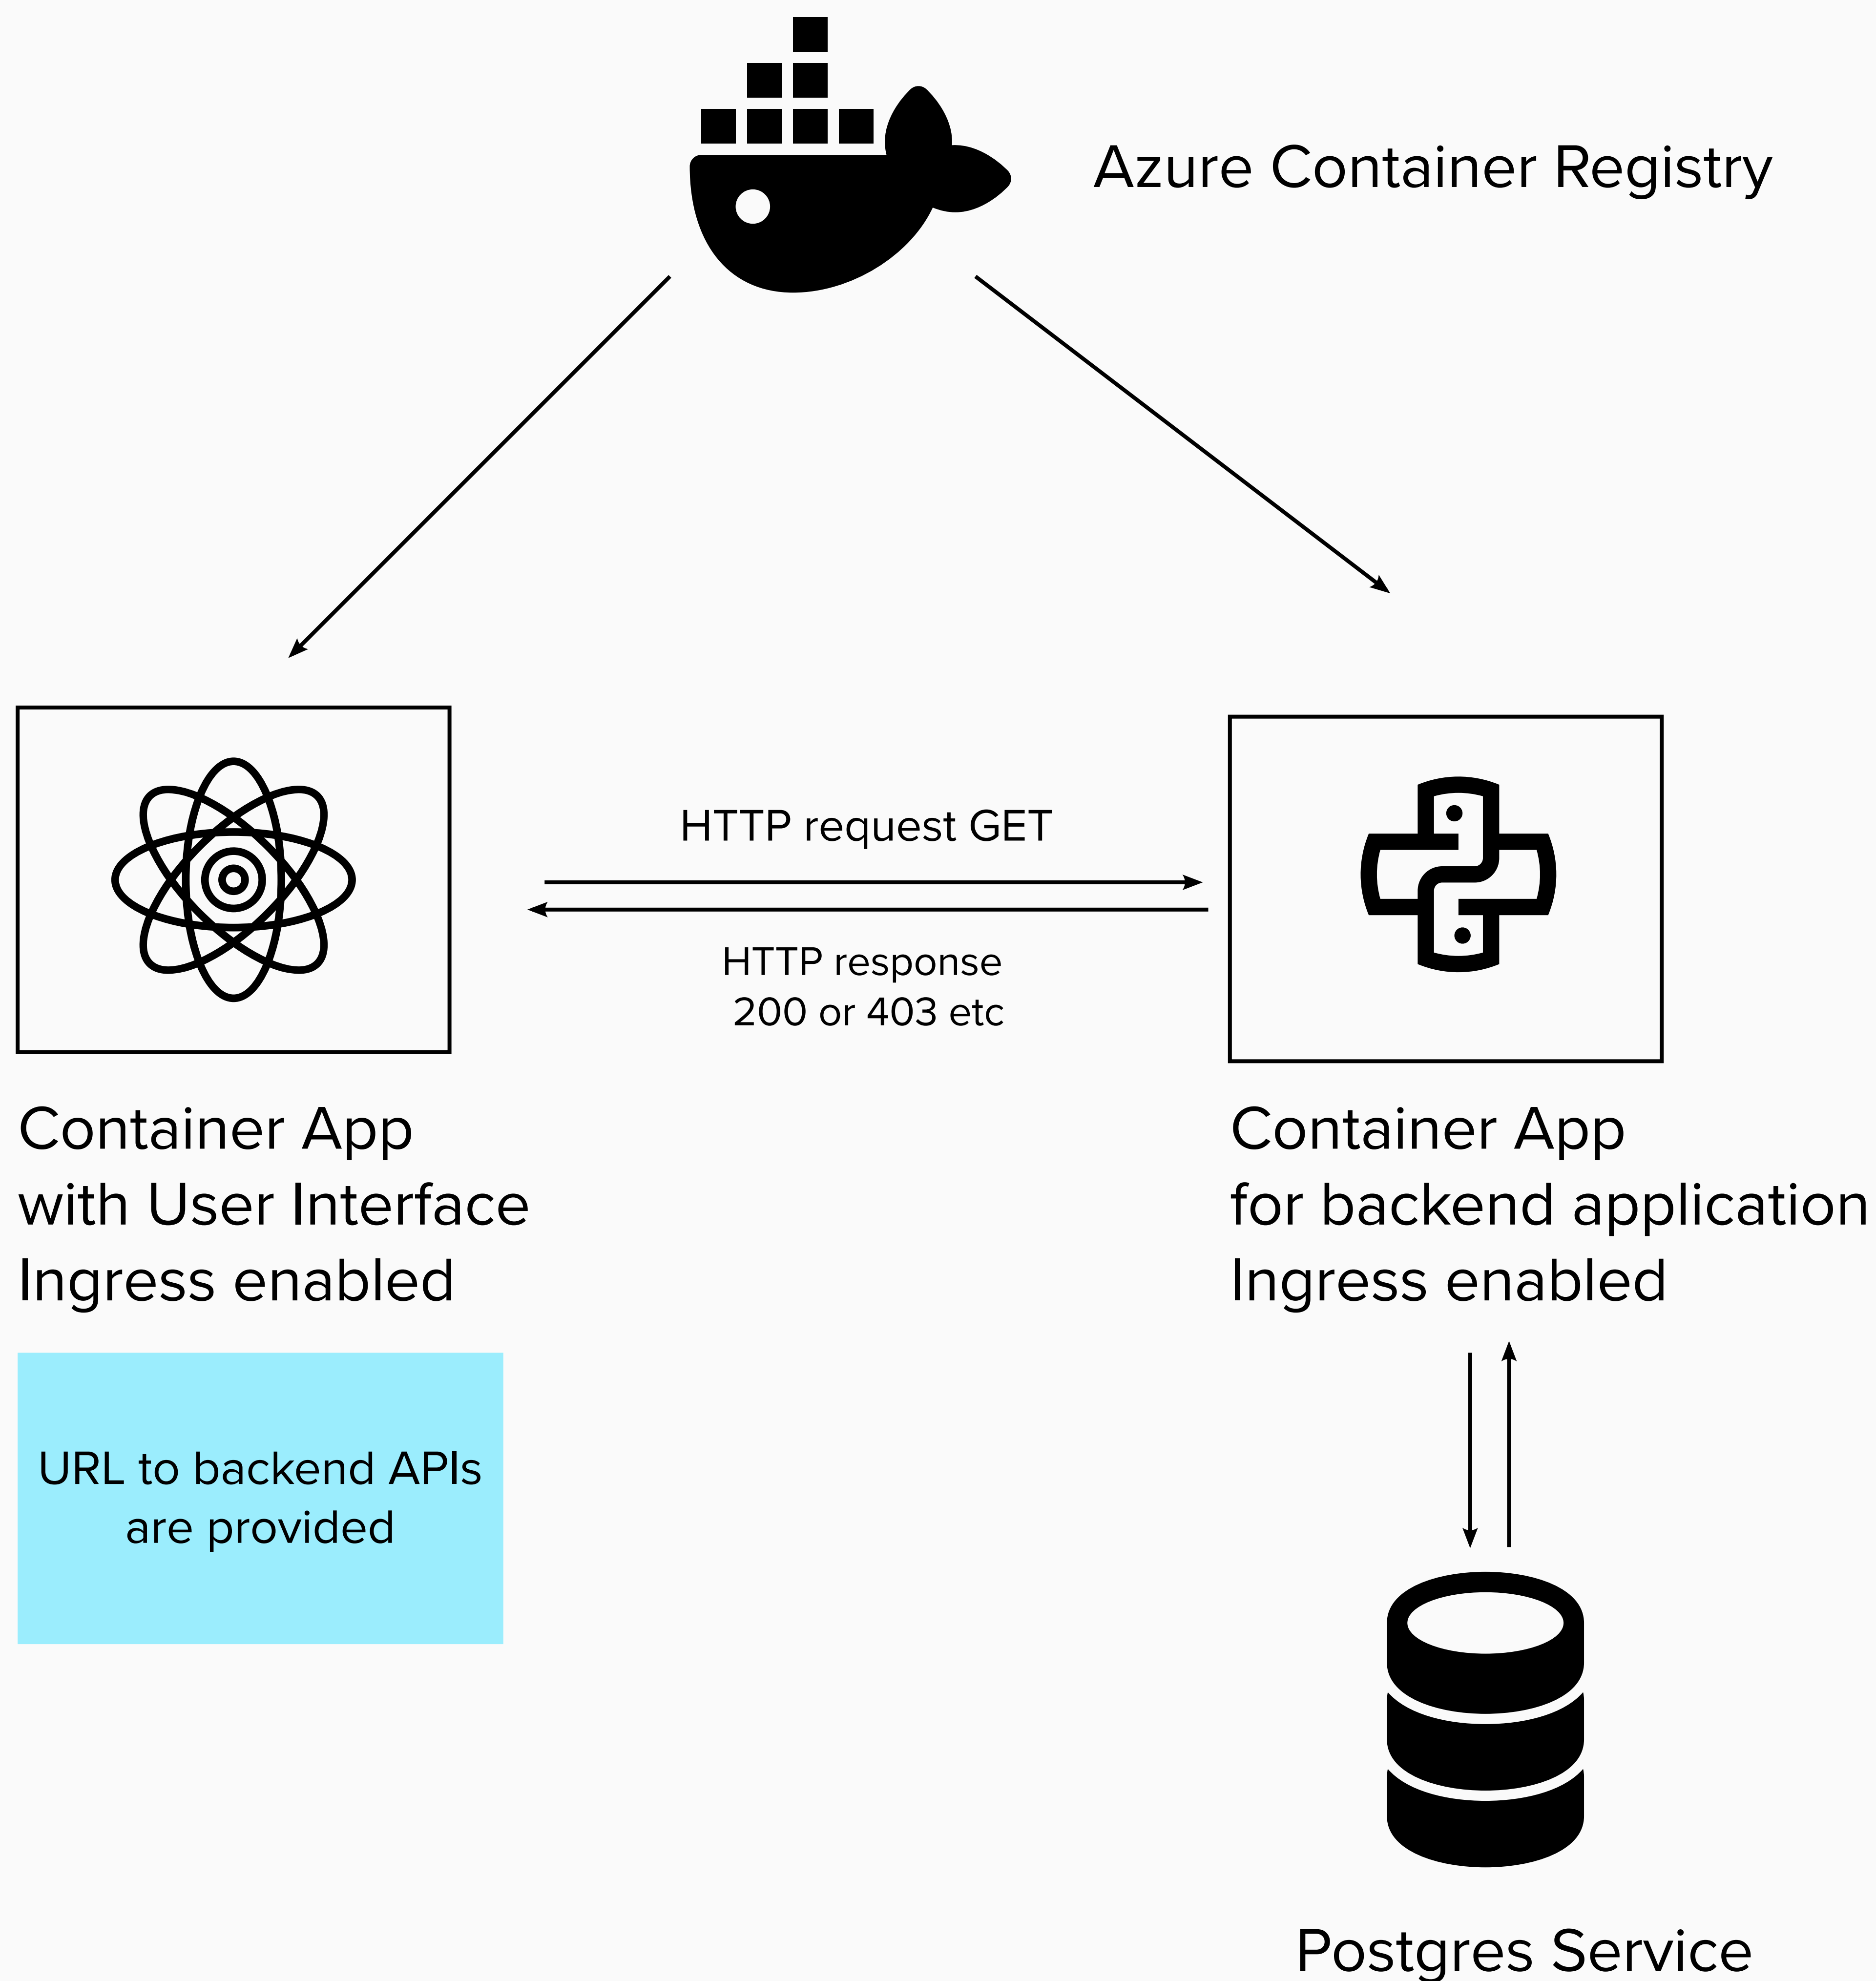 Azure Container Registry
HTTP request GET
HTTP response
200 or 403 etc
Container App
with User Interface
Ingress enabled
Container App
for backend application
Ingress enabled
URL to backend APIs
are provided
Postgres Service